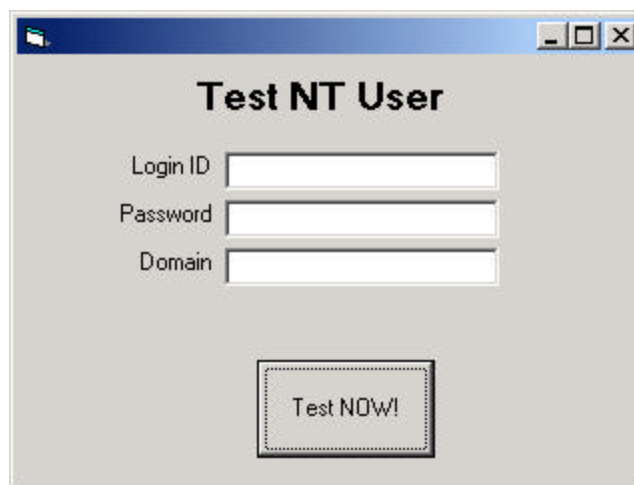 Test NT User
Login ID
Password
Domain
Test NOW!